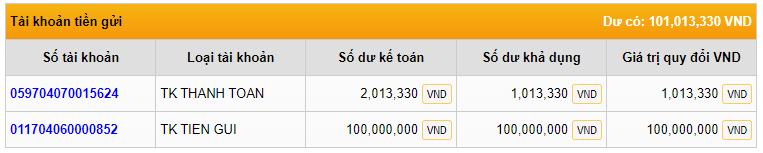 Tài khoản tiền gửi Dư có: 101,013,330 VND
Số tài khoản Loại tài khoản Số dư kế toán Số dư khả dụng Giá trị quy đổi VND
059704070015624 TK THANH TOAN 2,013,330 VND 1,013,330 VND 1,013,330 VND
011704060000852 TK TIEN GUI 100,000,000 VND 100,000,000 VND 100,000,000 VND